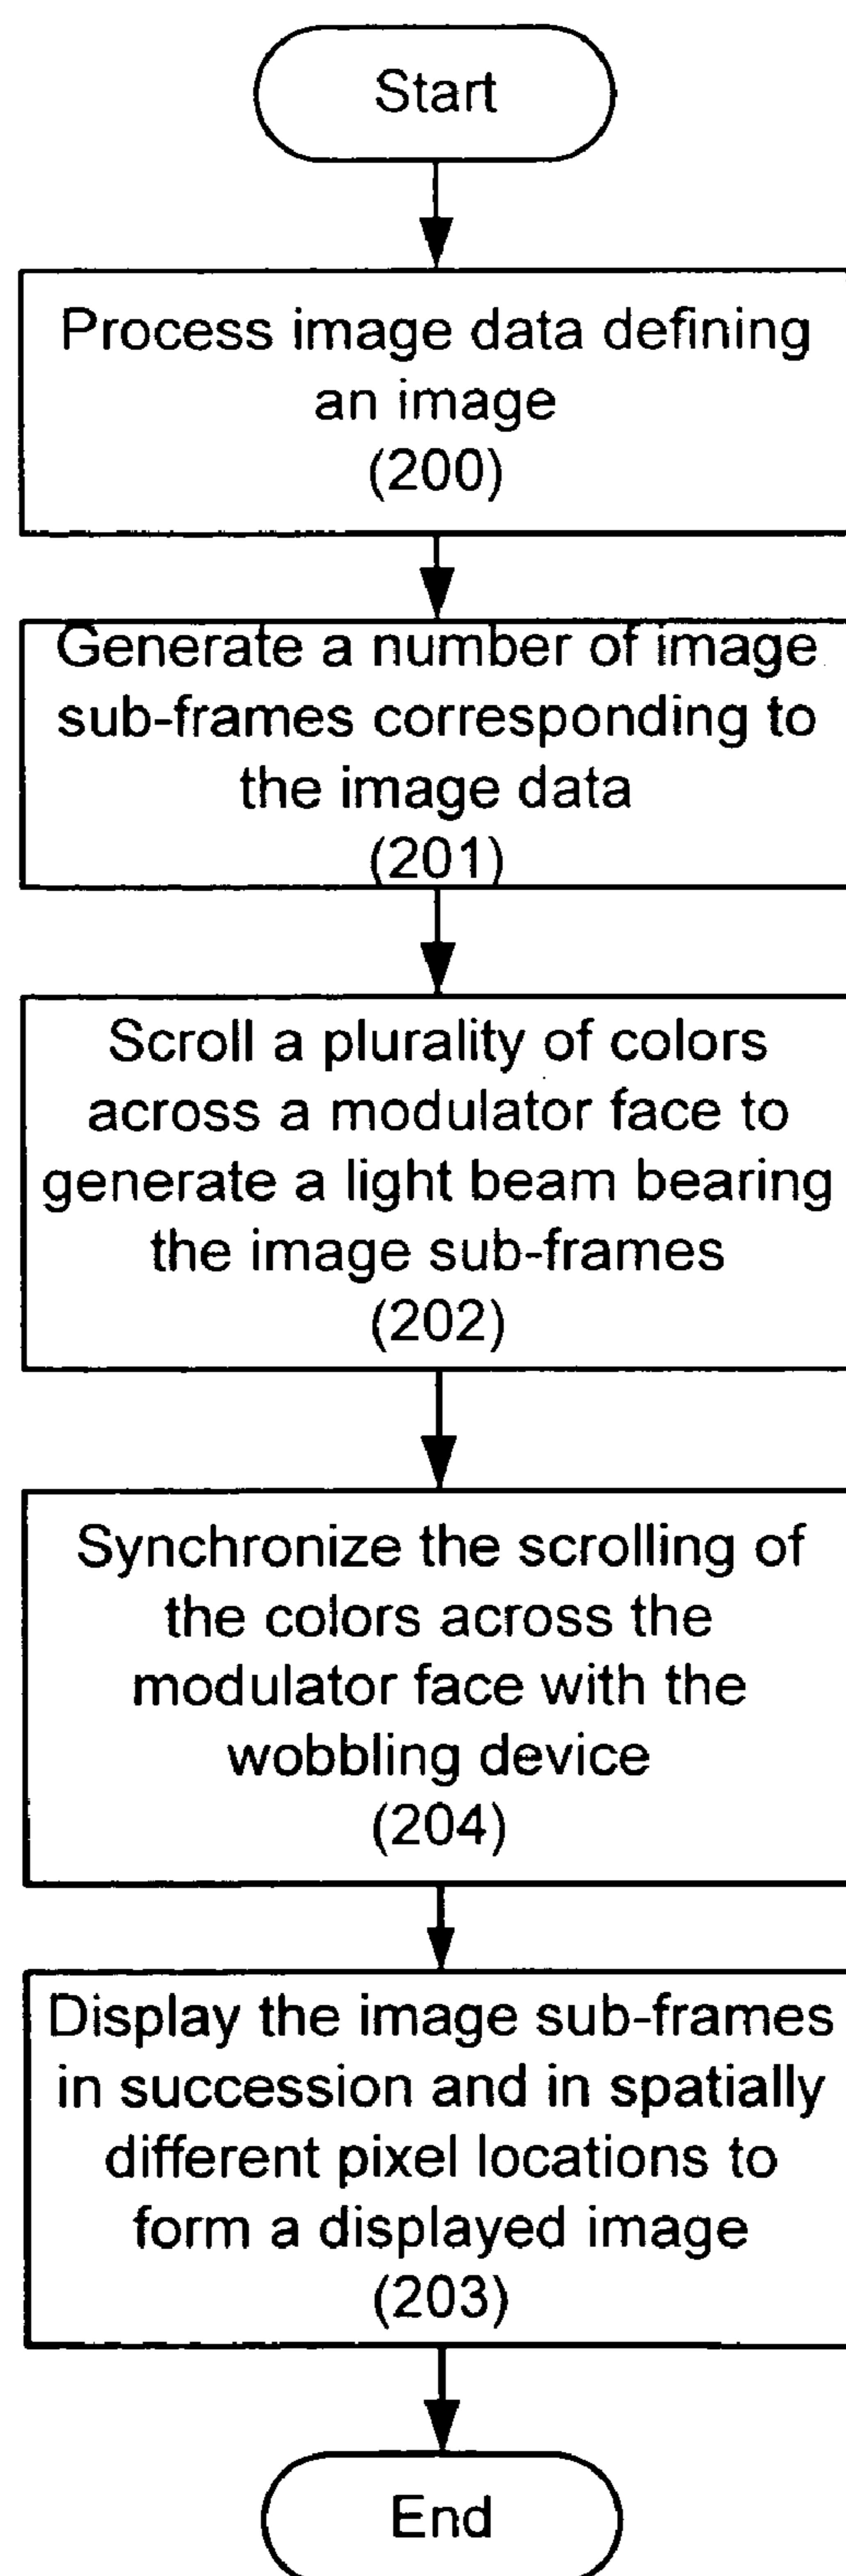 Start
Process image data defining
an image
(200)
Generate a number of image
sub-frames corresponding to
the image data
(201)
Scroll a plurality of colors
across a modulator face to
generate a light beam bearing
the image sub-frames
(202)
Synchronize the scrolling of
the colors across the
modulator face with the
wobbling device
(204)
Display the image sub-frames
in succession and in spatially
different pixel locations to
form a displayed image
(203)
End